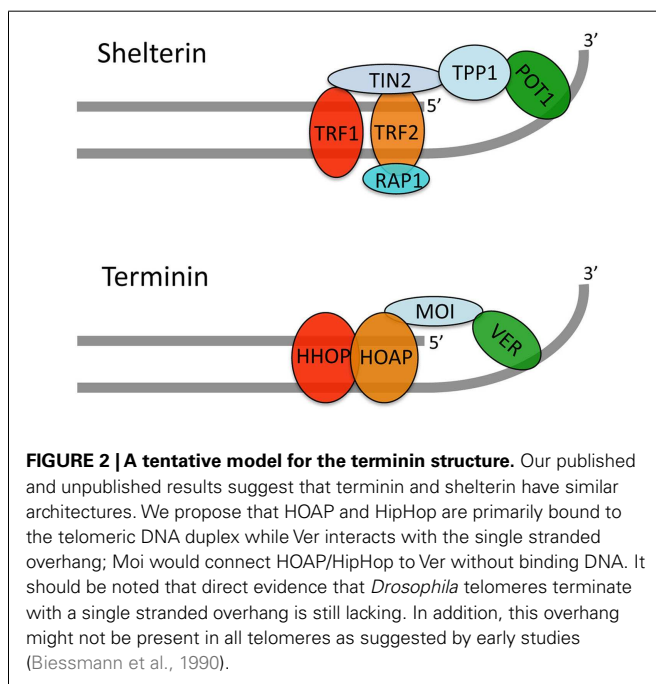 Shelterin
3’
TIN2
TPP1
POT1
5’
TRF1
TRF2
RAP1
Terminin
3’
MOI
5’
VER
HHOP
HOAP
FIGURE 2 | A tentative model for the terminin structure. Our published
and unpublished results suggest that terminin and shelterin have similar
architectures. We propose that HOAP and HipHop are primarily bound to
the telomeric DNA duplex while Ver interacts with the single stranded
overhang; Moi would connect HOAP/HipHop to Ver without binding DNA. It
should be noted that direct evidence that Drosophila telomeres terminate
with a single stranded overhang is still lacking. In addition, this overhang
might not be present in all telomeres as suggested by early studies
(Biessmann et al., 1990).